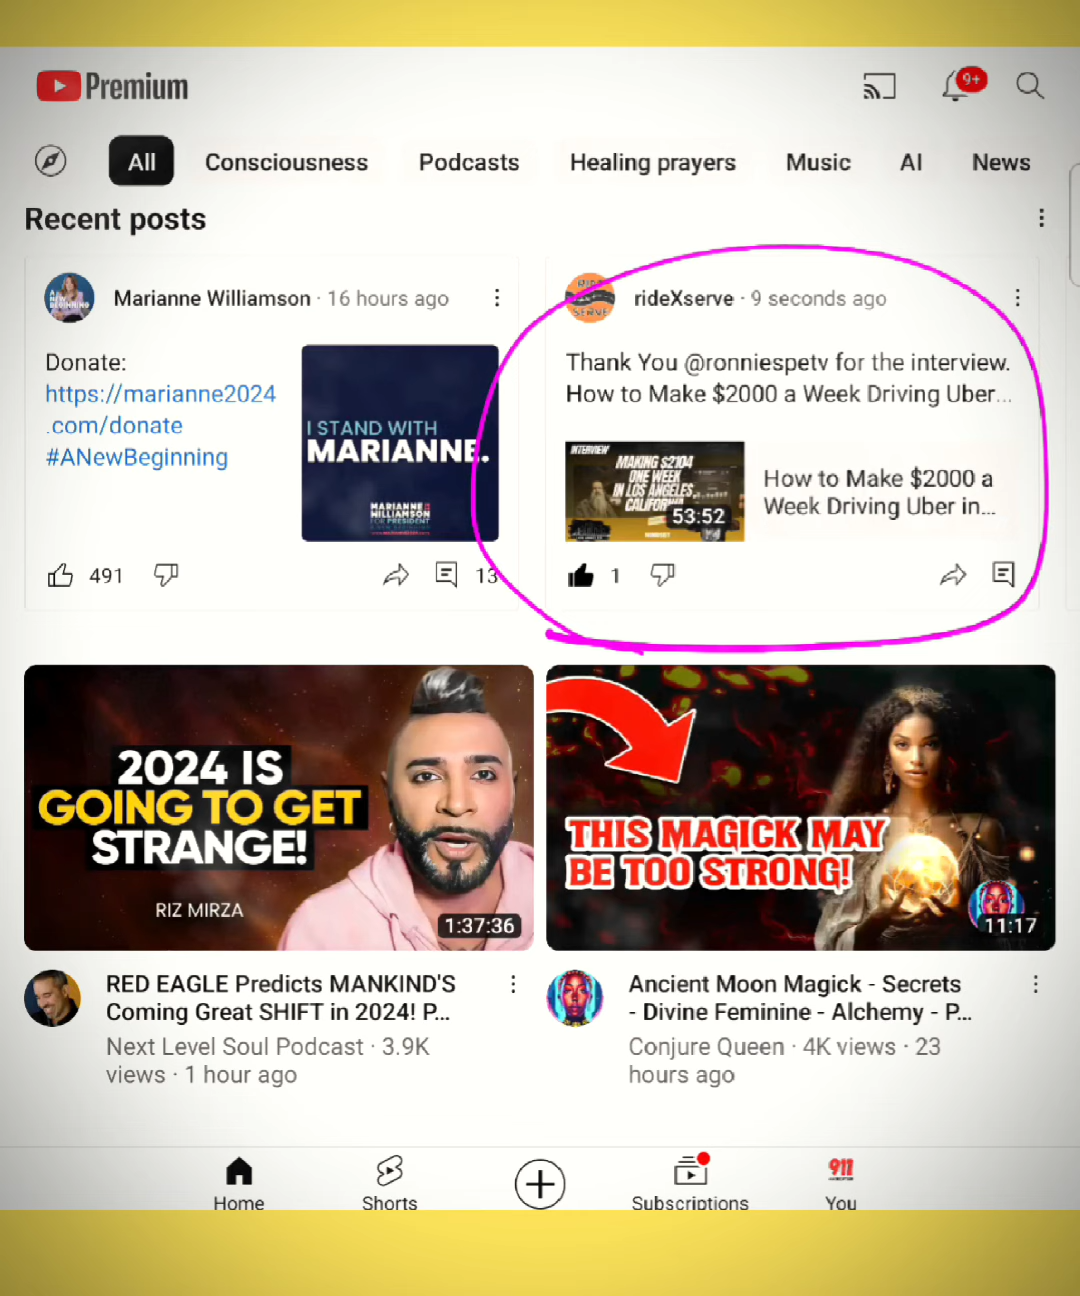 Premium
9+
All
Consciousness
Podcasts
Healing prayers
Music
AI
News
Recent posts
Marianne Williamson · 16 hours ago
Donate:
https://marianne2024
.com/donate
#ANewBeginning
I STAND WITH
MARIANNE.
MARIANNE
WILLIAMSON
FOR PRESIDENT
491
13
rideXserve · 9 seconds ago
Thank You @ronniespetv for the interview.
How to Make $2000 a Week Driving Uber...
INTERVIEW
MAKING $2104
ONE WEEK
IN LOS ANGELES,
CALIFORNIA
53:52
How to Make $2000 a
Week Driving Uber in...
1
2024 IS
GOING TO GET
STRANGE!
RIZ MIRZA
1:37:36
RED EAGLE Predicts MANKIND'S
Coming Great SHIFT in 2024! P...
Next Level Soul Podcast · 3.9K
views · 1 hour ago
THIS MAGICK MAY
BE TOO STRONG!
11:17
Ancient Moon Magick - Secrets
- Divine Feminine - Alchemy - P...
Conjure Queen · 4K views · 23
hours ago
Home
Shorts
Subscriptions
911
You